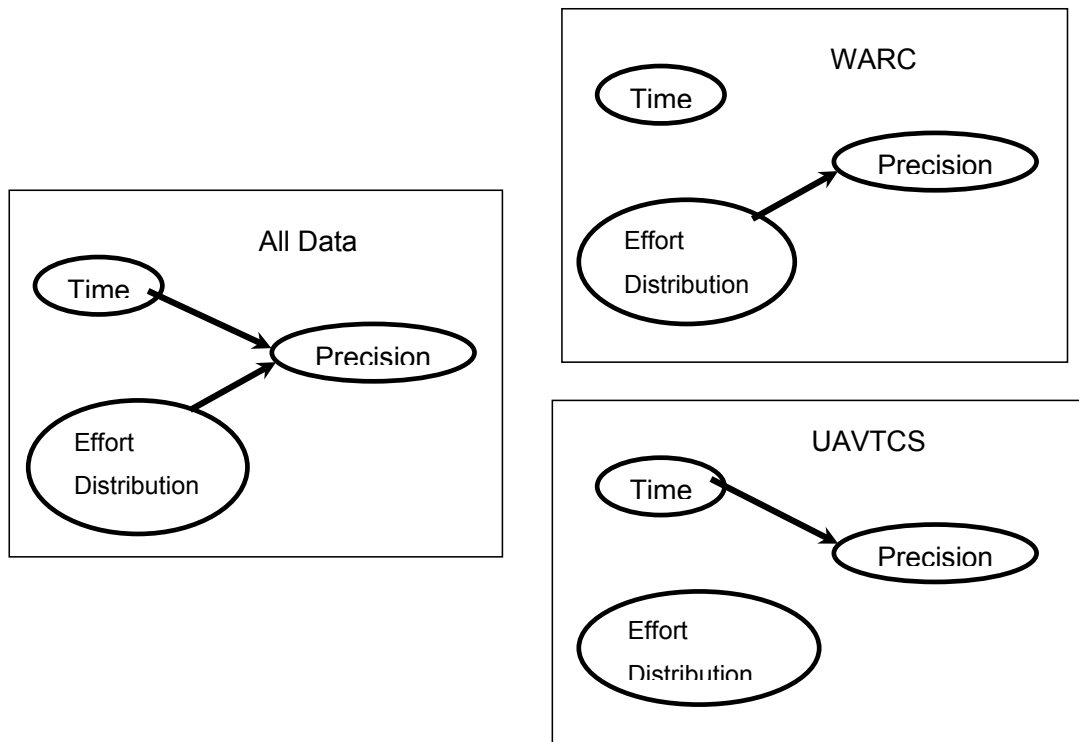 All Data
Time
Precision
Effort
Distribution
WARC
Time
Precision
Effort
Distribution
UAVTCS
Time
Precision
Effort
Distribution